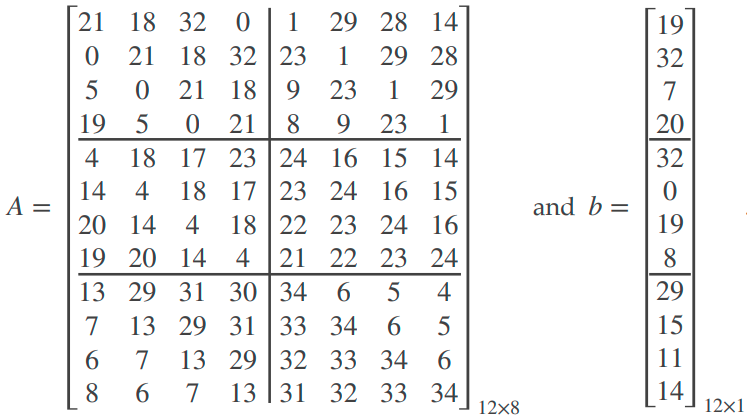 21 18 32 0 1 29 28 14 19
0 21 18 32 23 1 29 28 32
5 0 21 18 9 23 1 29 7
19 5 0 21 8 9 23 1 20
4 18 17 23 24 16 15 14 32
A = 14 4 18 17 23 24 16 15 and b = 0 .
20 14 4 18 22 23 24 16 19
19 20 14 4 21 22 23 24 8
13 29 31 30 34 6 5 4 29
7 13 29 31 33 34 6 5 15
6 7 13 29 32 33 34 6 11
8 6 7 13 31 32 33 34 14
12×8 12×1